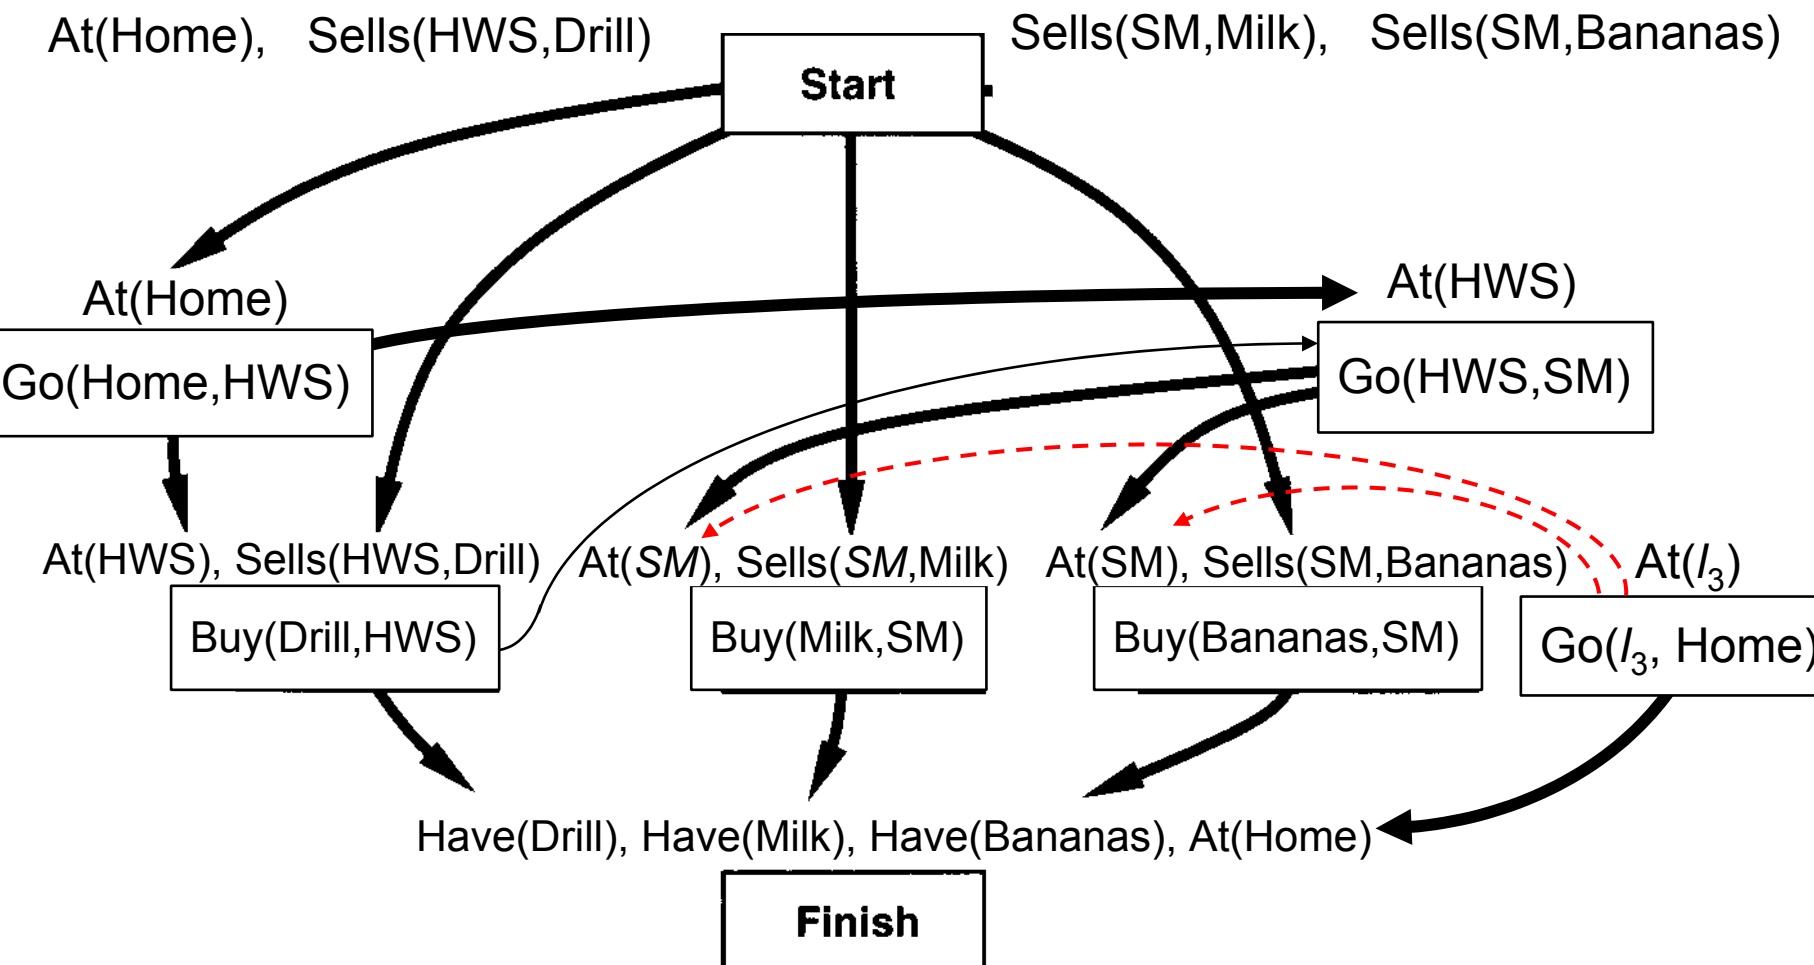 At(Home), Sells(HWS,Drill)
Start
Sells(SM,Milk), Sells(SM,Bananas)
At(Home)
Go(Home,HWS)
At(HWS)
Go(HWS,SM)
At(HWS), Sells(HWS,Drill)
Buy(Drill,HWS)
At(SM), Sells(SM,Milk)
Buy(Milk,SM)
At(SM), Sells(SM,Bananas)
Buy(Bananas,SM)
At(l₃)
Go(l₃, Home)
Have(Drill), Have(Milk), Have(Bananas), At(Home)
Finish